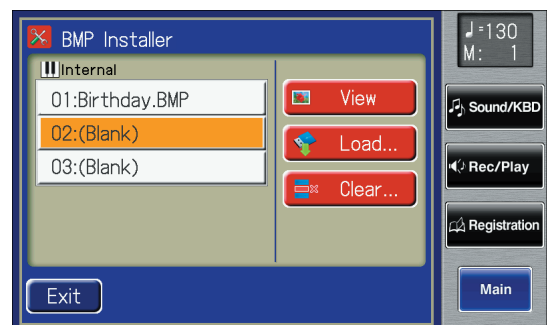 BMP Installer
Internal
01:Birthday.BMP
02:(Blank)
03:(Blank)
View
Load...
Clear...
Exit
♩=130
M: 1
Sound/KBD
Rec/Play
Registration
Main